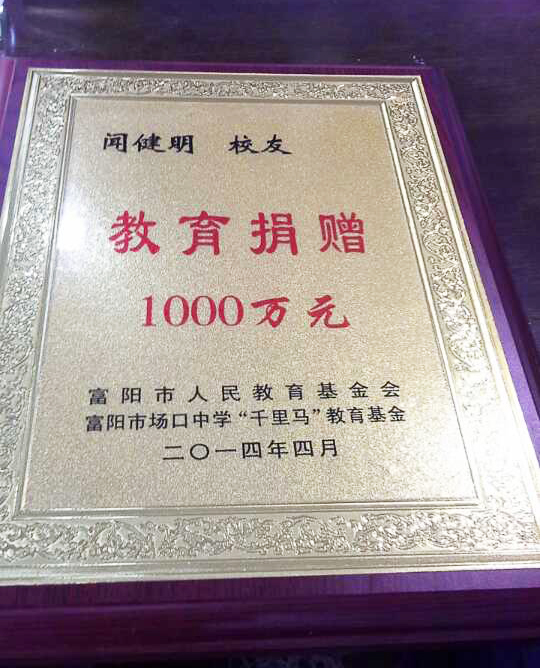 闻健明 校友
教育捐赠
1000万元
富阳市人民教育基金会
富阳市场口中学“千里马”教育基金
二〇一四年四月